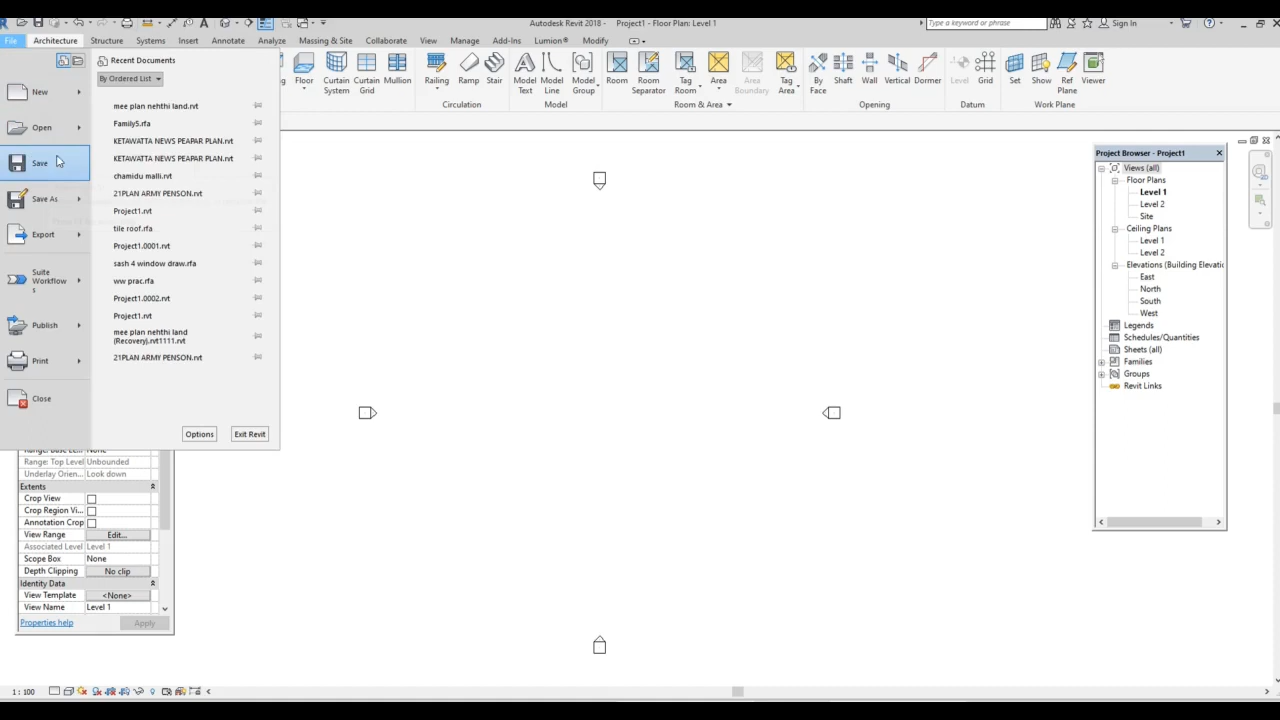 Autodesk Revit 2018 - Project1 - Floor Plan: Level 1
Type a keyword or phrase
Sign In
File Architecture Structure Systems Insert Annotate Analyze Massing & Site Collaborate View Manage Add-Ins Lumion® Modify
Recent Documents
By Ordered List
New
Open
Save
Save As
Export
Suite
Workflow
s
Publish
Print
Close
mee plan nehthi land.rvt
Family5.rfa
KETAWATTA NEWS PEAPAR PLAN.rvt
KETAWATTA NEWS PEAPAR PLAN.rvt
chamidu malli.rvt
21PLAN ARMY PENSON.rvt
Project1.rvt
tile roof.rfa
Project1.0001.rvt
sash 4 window draw.rfa
ww prac.rfa
Project1.0002.rvt
Project1.rvt
mee plan nehthi land
(Recovery).rvt1111.rvt
21PLAN ARMY PENSON.rvt
Options Exit Revit
Floor
Curtain
System
Curtain
Grid
Mullion
Railing
Ramp
Stair
Circulation
Model
Text
Model
Line
Model
Group
Model
Room
Room
Separator
Tag
Room
Area
Area
Boundary
Tag
Area
Room & Area
By
Face
Shaft
Wall
Vertical
Dormer
Opening
Level
Grid
Datum
Set
Show
Ref
Plane
Viewer
Work Plane
Project Browser - Project1
Views (all)
Floor Plans
Level 1
Level 2
Site
Ceiling Plans
Level 1
Level 2
Elevations (Building Elevatio
East
North
South
West
Legends
Schedules/Quantities
Sheets (all)
Families
Groups
Revit Links
Range: Base Le... None
Range: Top Level Unbounded
Underlay Orien... Look down
Extents
Crop View
Crop Region Vi...
Annotation Crop
View Range Edit...
Associated Level Level 1
Scope Box None
Depth Clipping No clip
Identity Data
View Template <None>
View Name Level 1
Properties help Apply
1 : 100